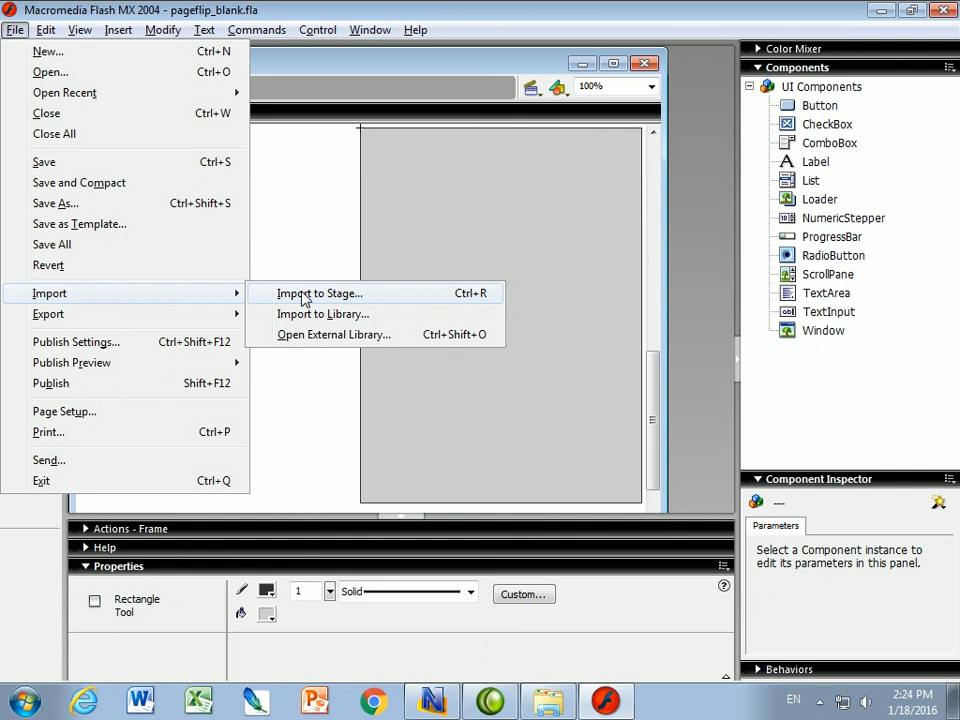 Macromedia Flash MX 2004 - pageflip_blank.fla
File Edit View Insert Modify Text Commands Control Window Help
New... Ctrl+N
Open... Ctrl+O
Open Recent
Close Ctrl+W
Close All
Save Ctrl+S
Save and Compact
Save As... Ctrl+Shift+S
Save as Template...
Save All
Revert
Import
Export
Publish Settings... Ctrl+Shift+F12
Publish Preview
Publish Shift+F12
Page Setup...
Print... Ctrl+P
Send...
Exit Ctrl+Q
Import to Stage... Ctrl+R
Import to Library...
Open External Library... Ctrl+Shift+O
100%
Color Mixer
Components
UI Components
Button
CheckBox
ComboBox
Label
List
Loader
NumericStepper
ProgressBar
RadioButton
ScrollPane
TextArea
TextInput
Window
Component Inspector
---
Parameters
Select a Component instance to
edit its parameters in this panel.
Behaviors
Actions - Frame
Help
Properties
Rectangle
Tool
1 Solid Custom...
EN
2:24 PM
1/18/2016